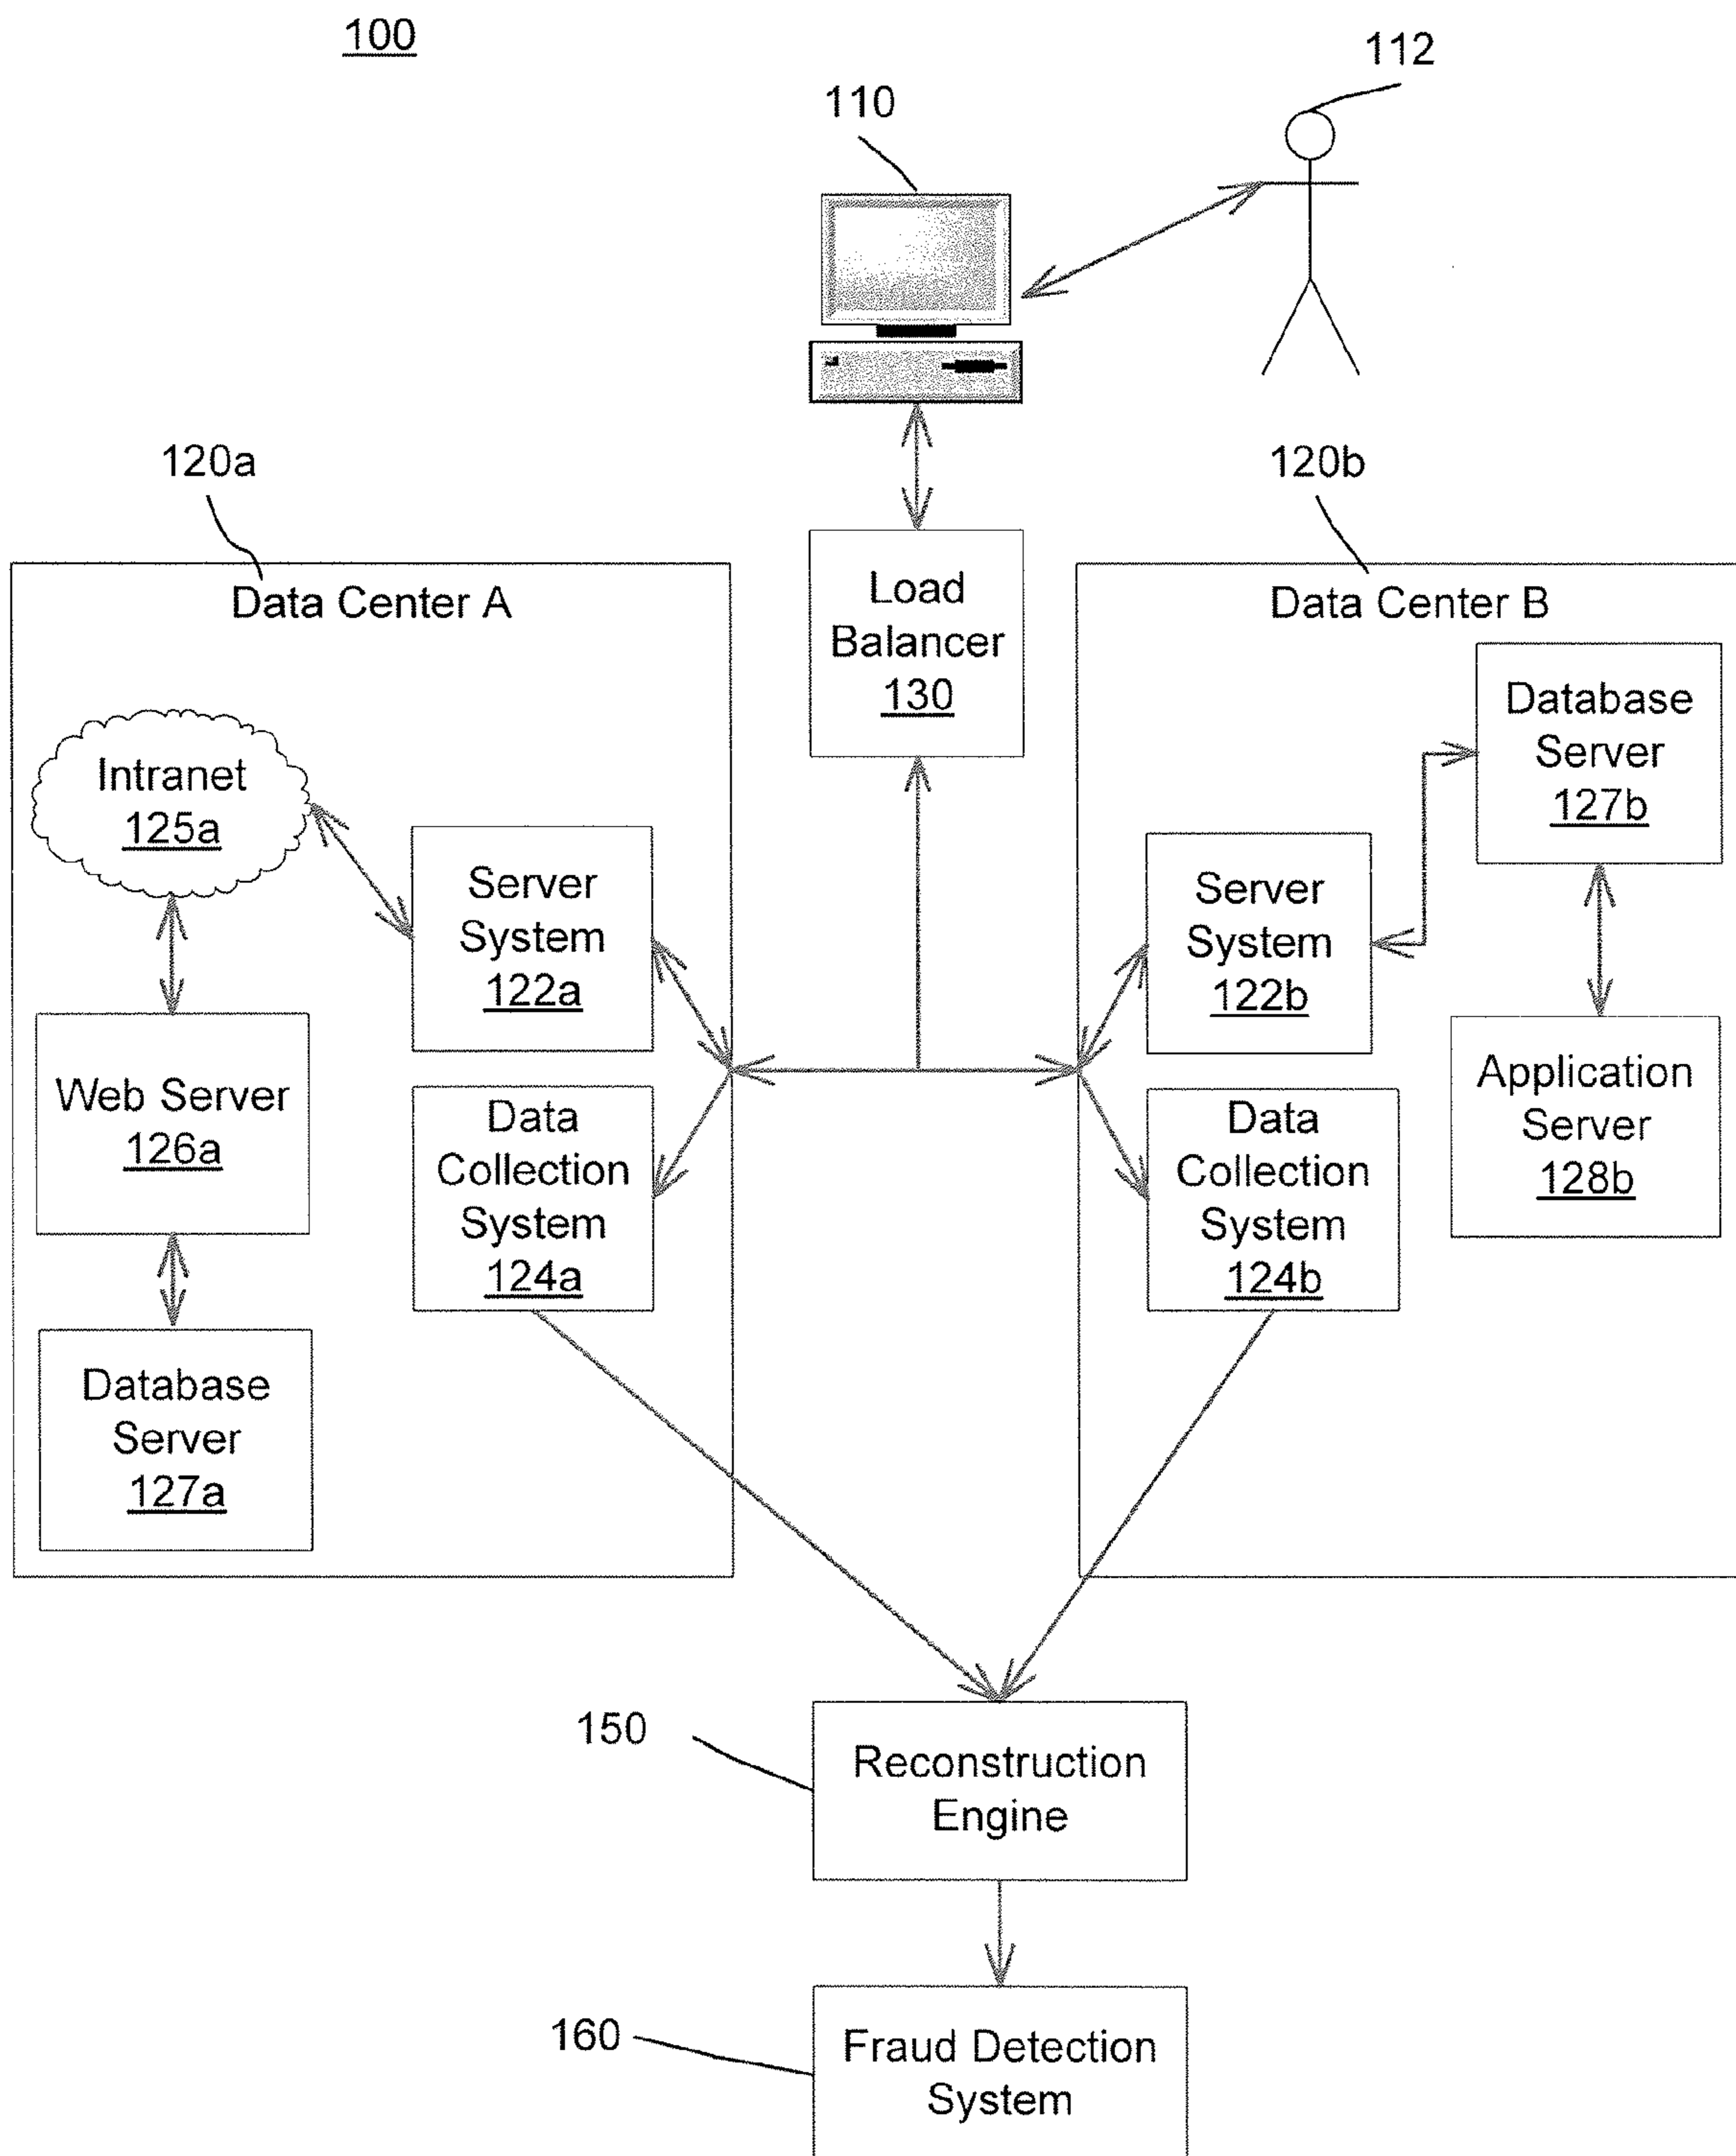 100
112
110
120a
120b
Data Center A
Load
Balancer
130
Data Center B
Intranet
125a
Server
System
122a
Web Server
126a
Data
Collection
System
124a
Database
Server
127a
Server
System
122b
Database
Server
127b
Data
Collection
System
124b
Application
Server
128b
150
Reconstruction
Engine
160
Fraud Detection
System